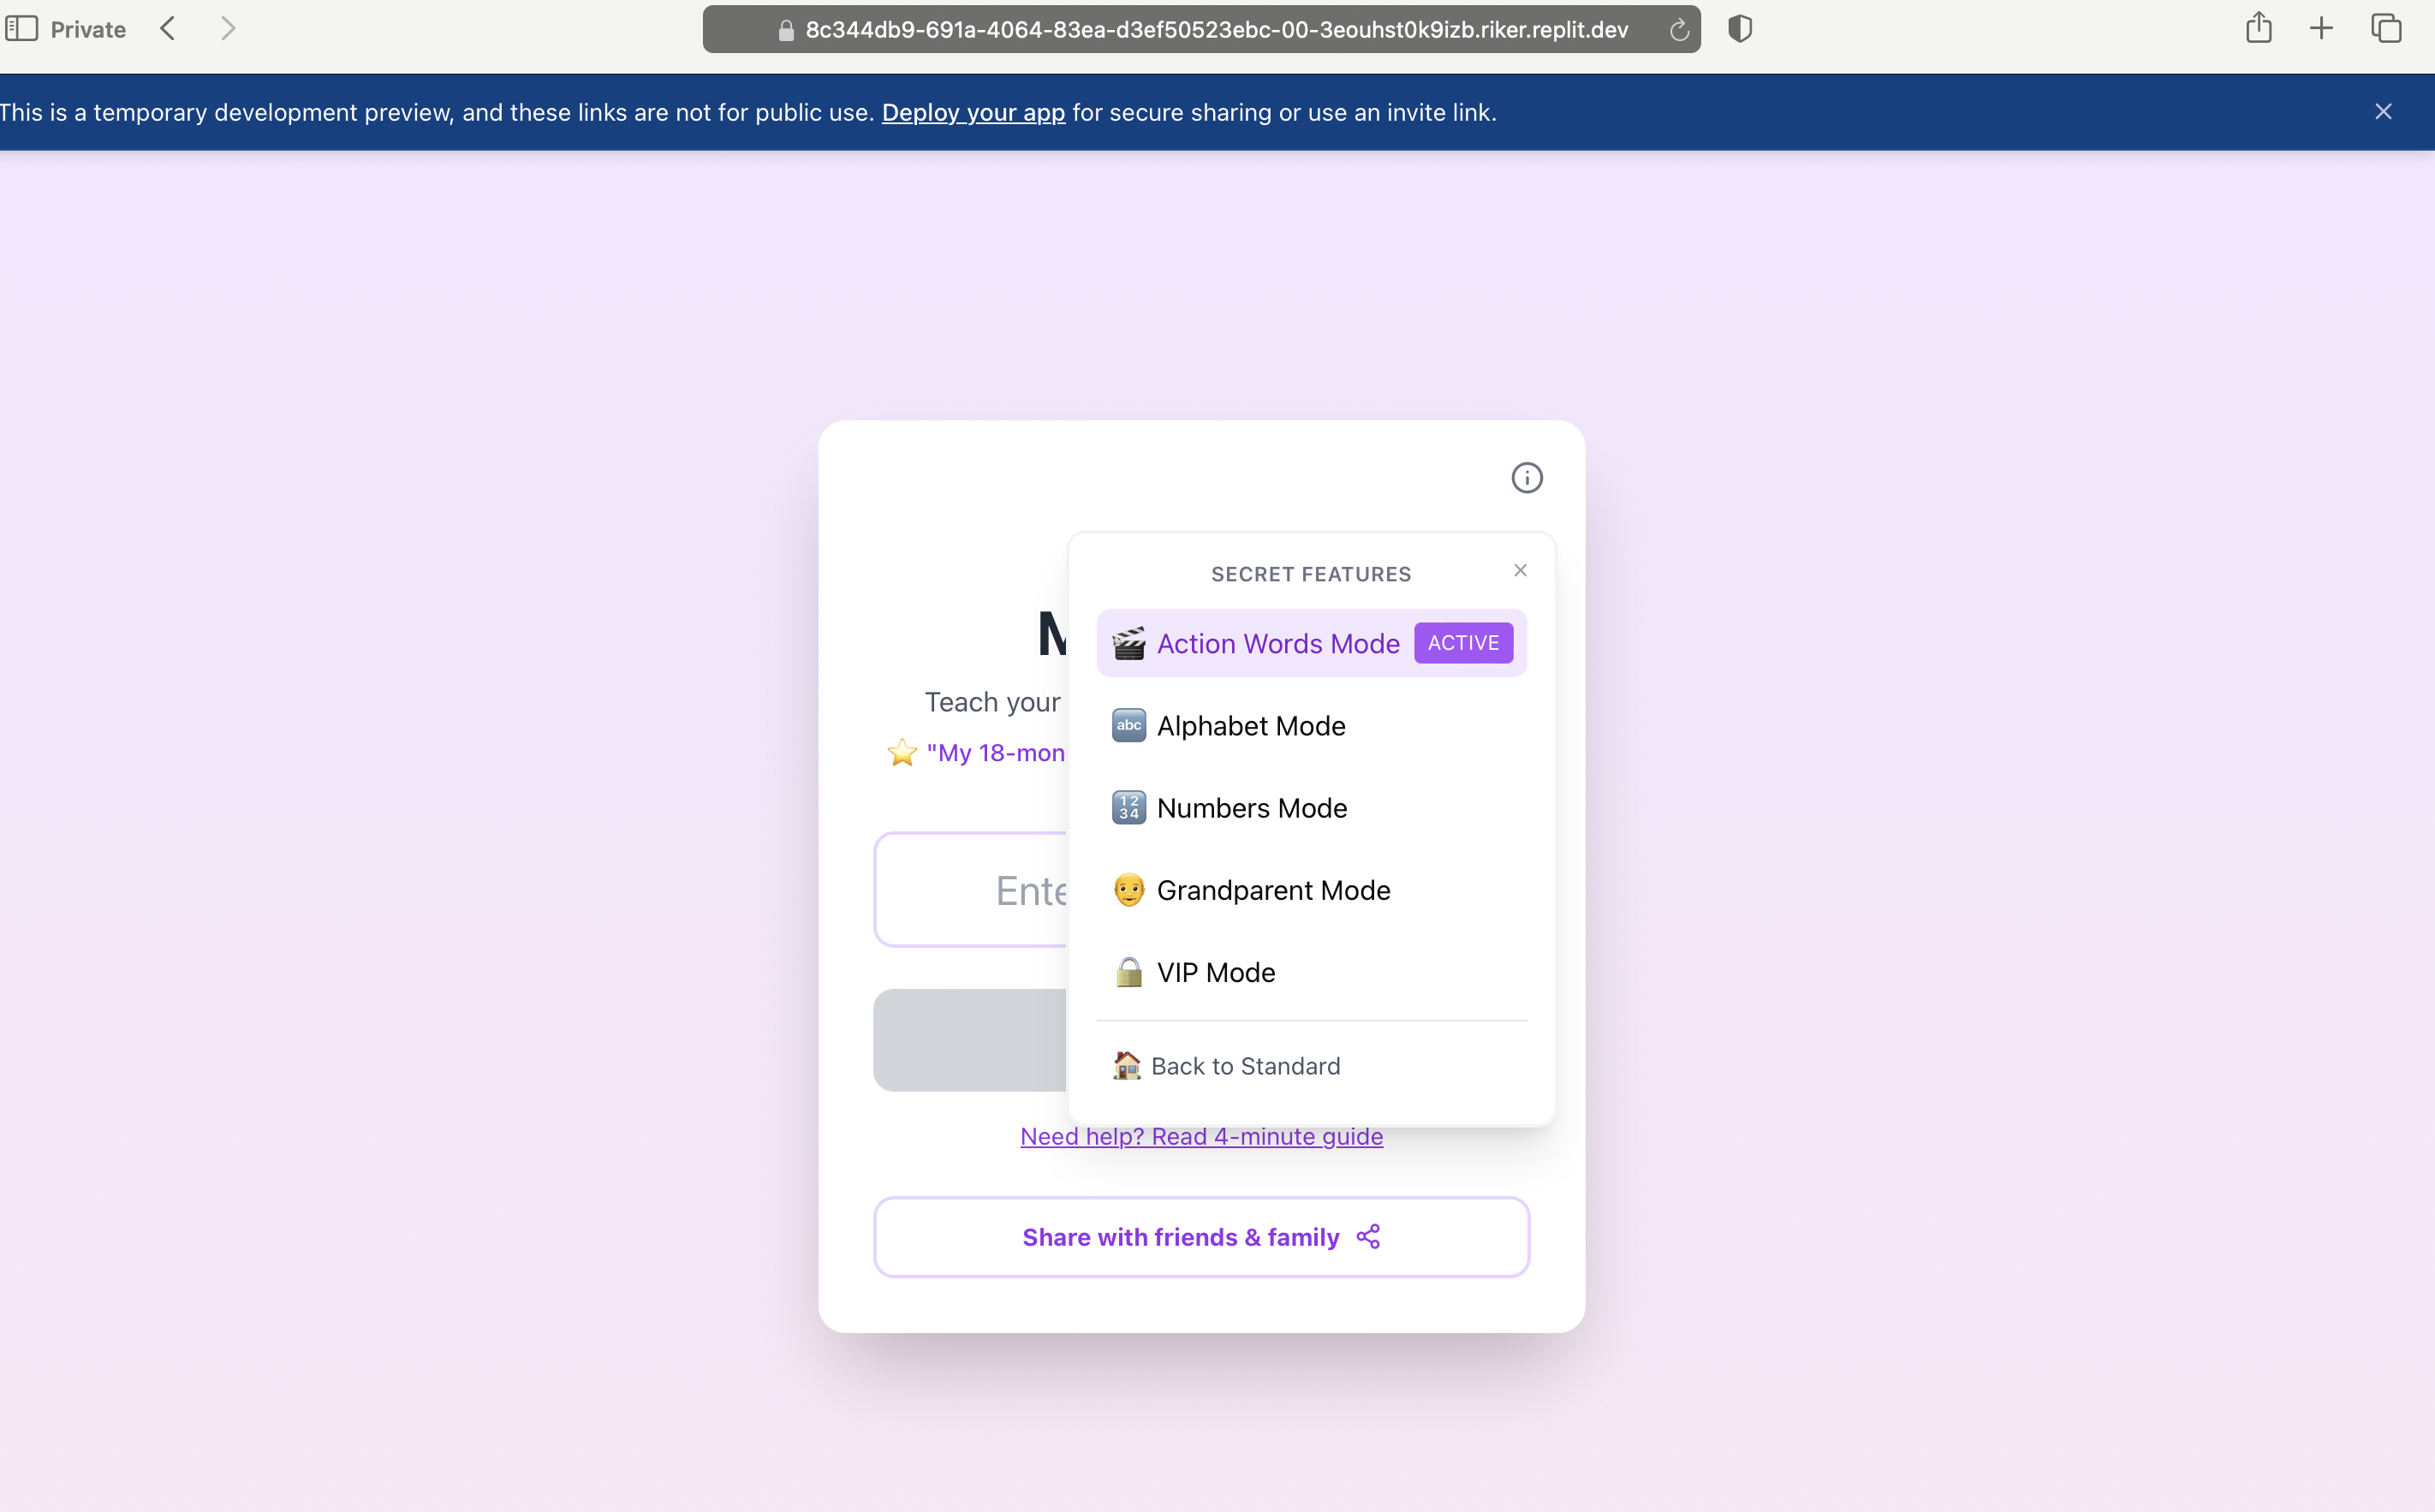 Private
8c344db9-691a-4064-83ea-d3ef50523ebc-00-3eouhst0k9izb.riker.replit.dev
This is a temporary development preview, and these links are not for public use. Deploy your app for secure sharing or use an invite link.
SECRET FEATURES
Action Words Mode ACTIVE
Teach your
abc Alphabet Mode
"My 18-mon
1234 Numbers Mode
Grandparent Mode
VIP Mode
Back to Standard
Need help? Read 4-minute guide
Share with friends & family